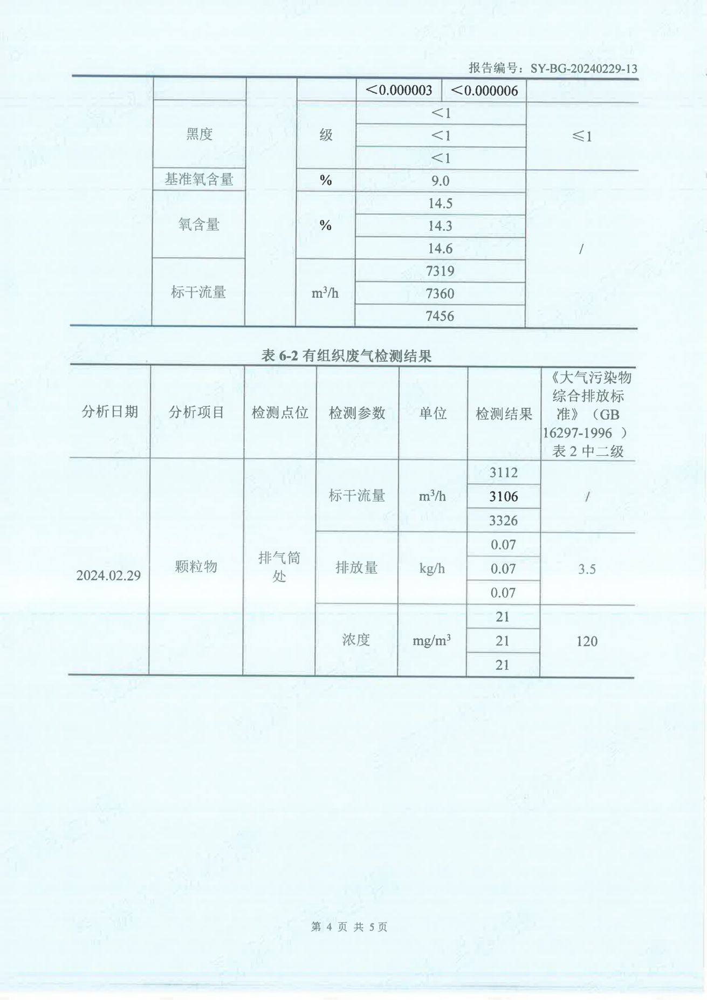 报告编号：SY-BG-20240229-13
＜0.000003 ＜0.000006
黑度 级 ＜1 ≤1
＜1
＜1
基准氧含量 % 9.0
氧含量 % 14.5 /
14.3
14.6
标干流量 m³/h 7319
7360
7456
表 6-2 有组织废气检测结果
分析日期 分析项目 检测点位 检测参数 单位 检测结果
《大气污染物
综合排放标
准》（GB
16297-1996 ）
表 2 中二级
2024.02.29 颗粒物
排气筒
处
标干流量 m³/h 3112 /
3106
3326
排放量 kg/h 0.07 3.5
0.07
0.07
浓度 mg/m³ 21 120
21
21
第 4 页 共 5 页